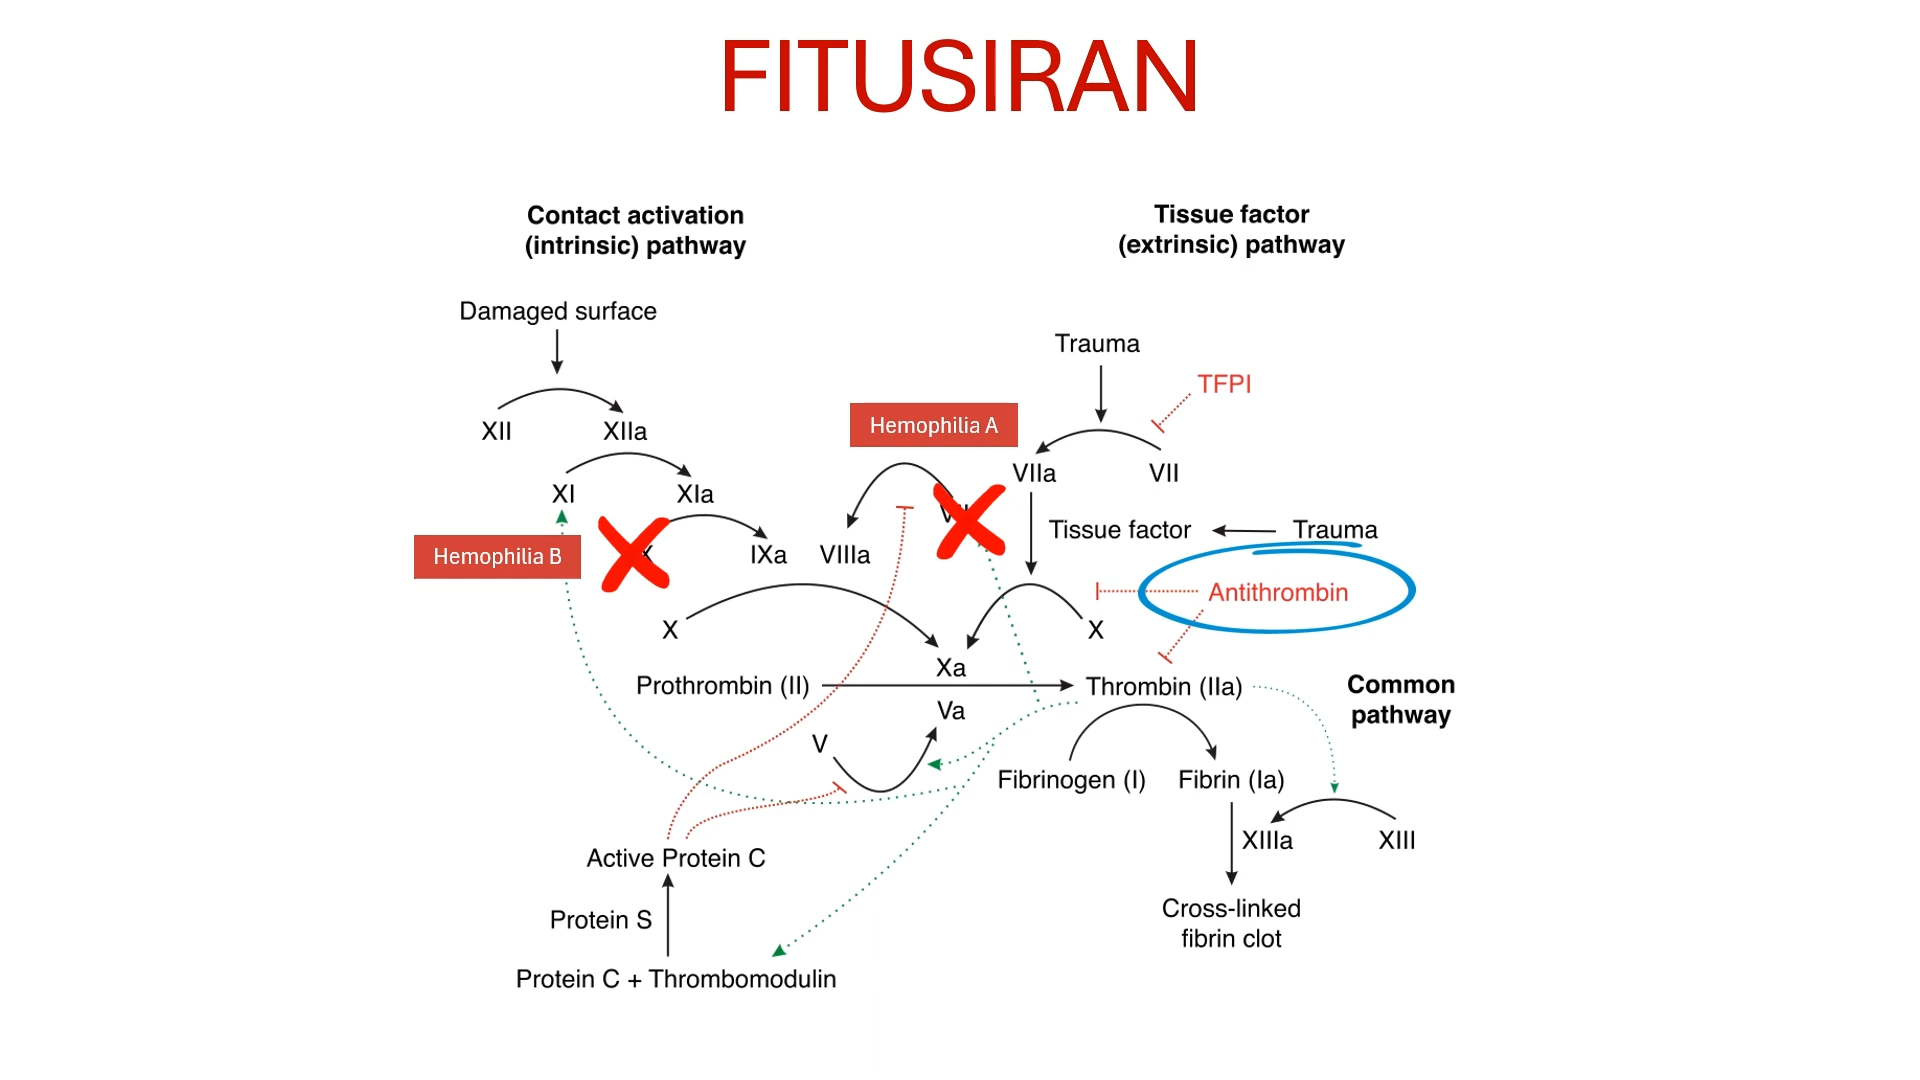 FITUSIRAN
Contact activation
(intrinsic) pathway
Tissue factor
(extrinsic) pathway
Damaged surface
Trauma
TFPI
Hemophilia A
XII
XIIa
VIIa
VII
XI
XIa
Tissue factor
Trauma
Hemophilia B
IXa
VIIIa
Antithrombin
X
X
Xa
Prothrombin (II)
Thrombin (IIa)
Common
pathway
Va
V
Fibrinogen (I)
Fibrin (Ia)
XIIIa
XIII
Active Protein C
Protein S
Cross-linked
fibrin clot
Protein C + Thrombomodulin